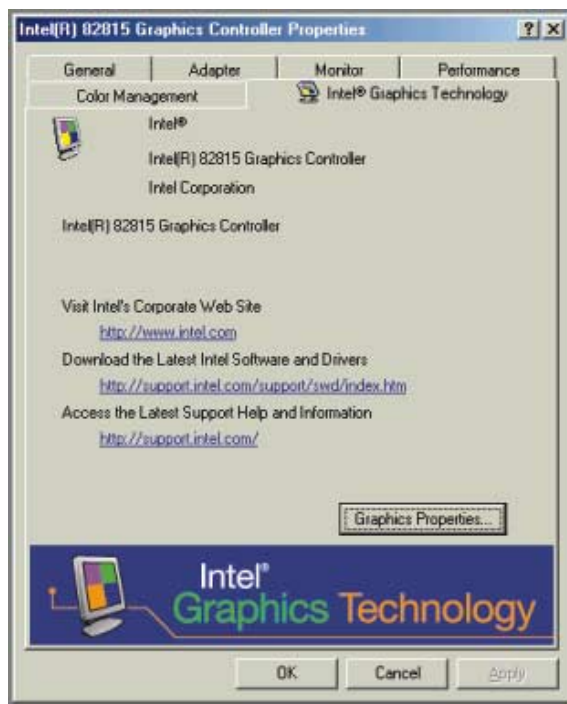 Intel(R) 82815 Graphics Controller Properties
General Adapter Monitor Performance
Color Management Intel® Graphics Technology
Intel®
Intel(R) 82815 Graphics Controller
Intel Corporation
Intel(R) 82815 Graphics Controller
Visit Intel's Corporate Web Site
http://www.intel.com
Download the Latest Intel Software and Drivers
http://support.intel.com/support/swd/index.htm
Access the Latest Support Help and Information
http://support.intel.com/
Graphics Properties...
Intel®
Graphics Technology
OK Cancel Apply